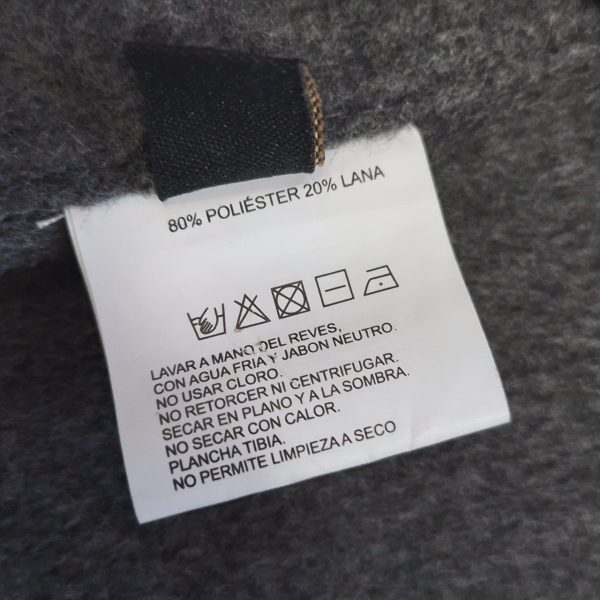 80% POLIÉSTER 20% LANA
LAVAR A MANO DEL REVES,
CON AGUA FRIA Y JABON NEUTRO.
NO USAR CLORO.
NO RETORCER NI CENTRIFUGAR.
SECAR EN PLANO Y A LA SOMBRA.
NO SECAR CON CALOR.
PLANCHA TIBIA.
NO PERMITE LIMPIEZA A SECO